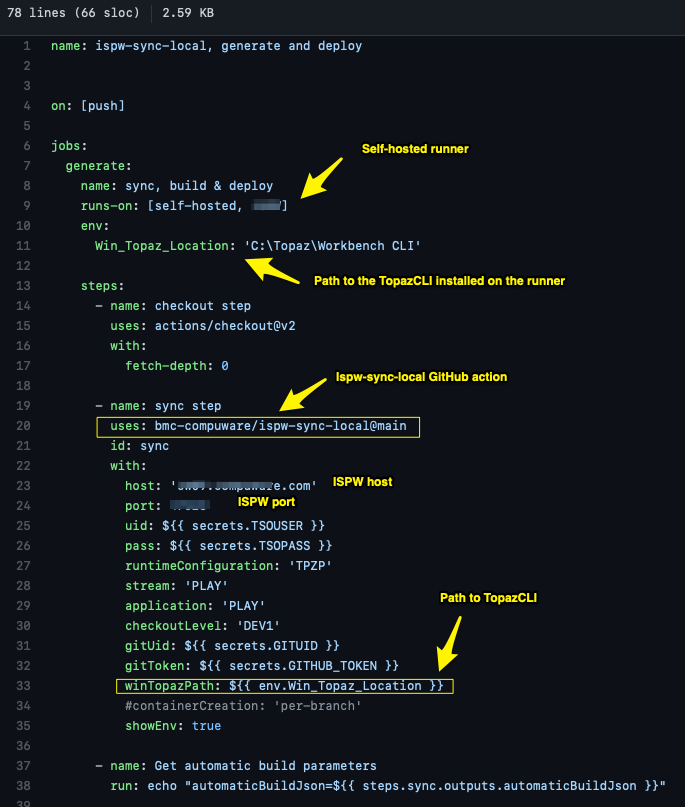 78 lines (66 sloc) 2.59 KB
1 name: ispw-sync-local, generate and deploy
2
3
4 on: [push]
5
6 jobs:
Self-hosted runner
7 generate:
8 name: sync, build & deploy
9 runs-on: [self-hosted, ]
10 env:
11 Win_Topaz_Location: 'C:\Topaz\Workbench CLI'
12
Path to the TopazCLI installed on the runner
13 steps:
14 - name: checkout step
15 uses: actions/checkout@v2
16 with:
17 fetch-depth: 0
Ispw-sync-local GitHub action
18
19 - name: sync step
20 uses: bmc-compuware/ispw-sync-local@main
21 id: sync
22 with:
23 host: ' .com' ISPW host
24 port: ISPW port
25 uid: ${{ secrets.TSOUSER }}
26 pass: ${{ secrets.TSOPASS }}
27 runtimeConfiguration: 'TPZP'
28 stream: 'PLAY'
29 application: 'PLAY' Path to TopazCLI
30 checkoutLevel: 'DEV1'
31 gitUid: ${{ secrets.GITUID }}
32 gitToken: ${{ secrets.GITHUB_TOKEN }}
33 winTopazPath: ${{ env.Win_Topaz_Location }}
34 #containerCreation: 'per-branch'
35 showEnv: true
36
37 - name: Get automatic build parameters
38 run: echo "automaticBuildJson=${{ steps.sync.outputs.automaticBuildJson }}"
39